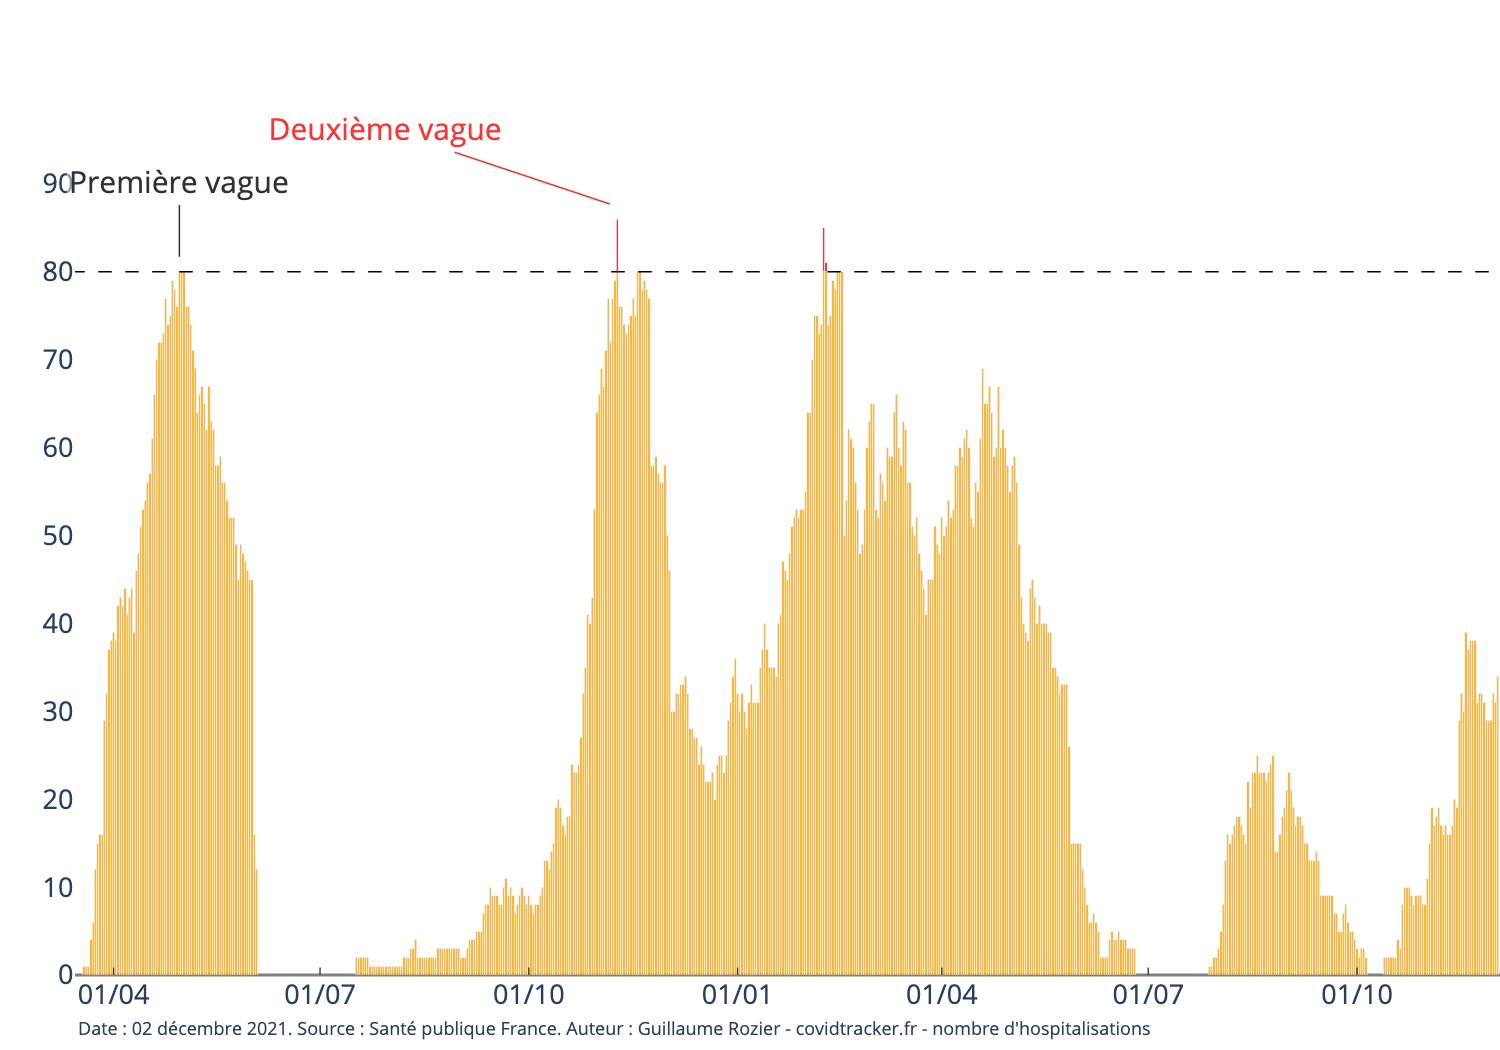 Deuxième vague
Première vague
90
80
70
60
50
40
30
20
10
0
01/04 01/07 01/10 01/01 01/04 01/07 01/10
Date : 02 décembre 2021. Source : Santé publique France. Auteur : Guillaume Rozier - covidtracker.fr - nombre d'hospitalisations